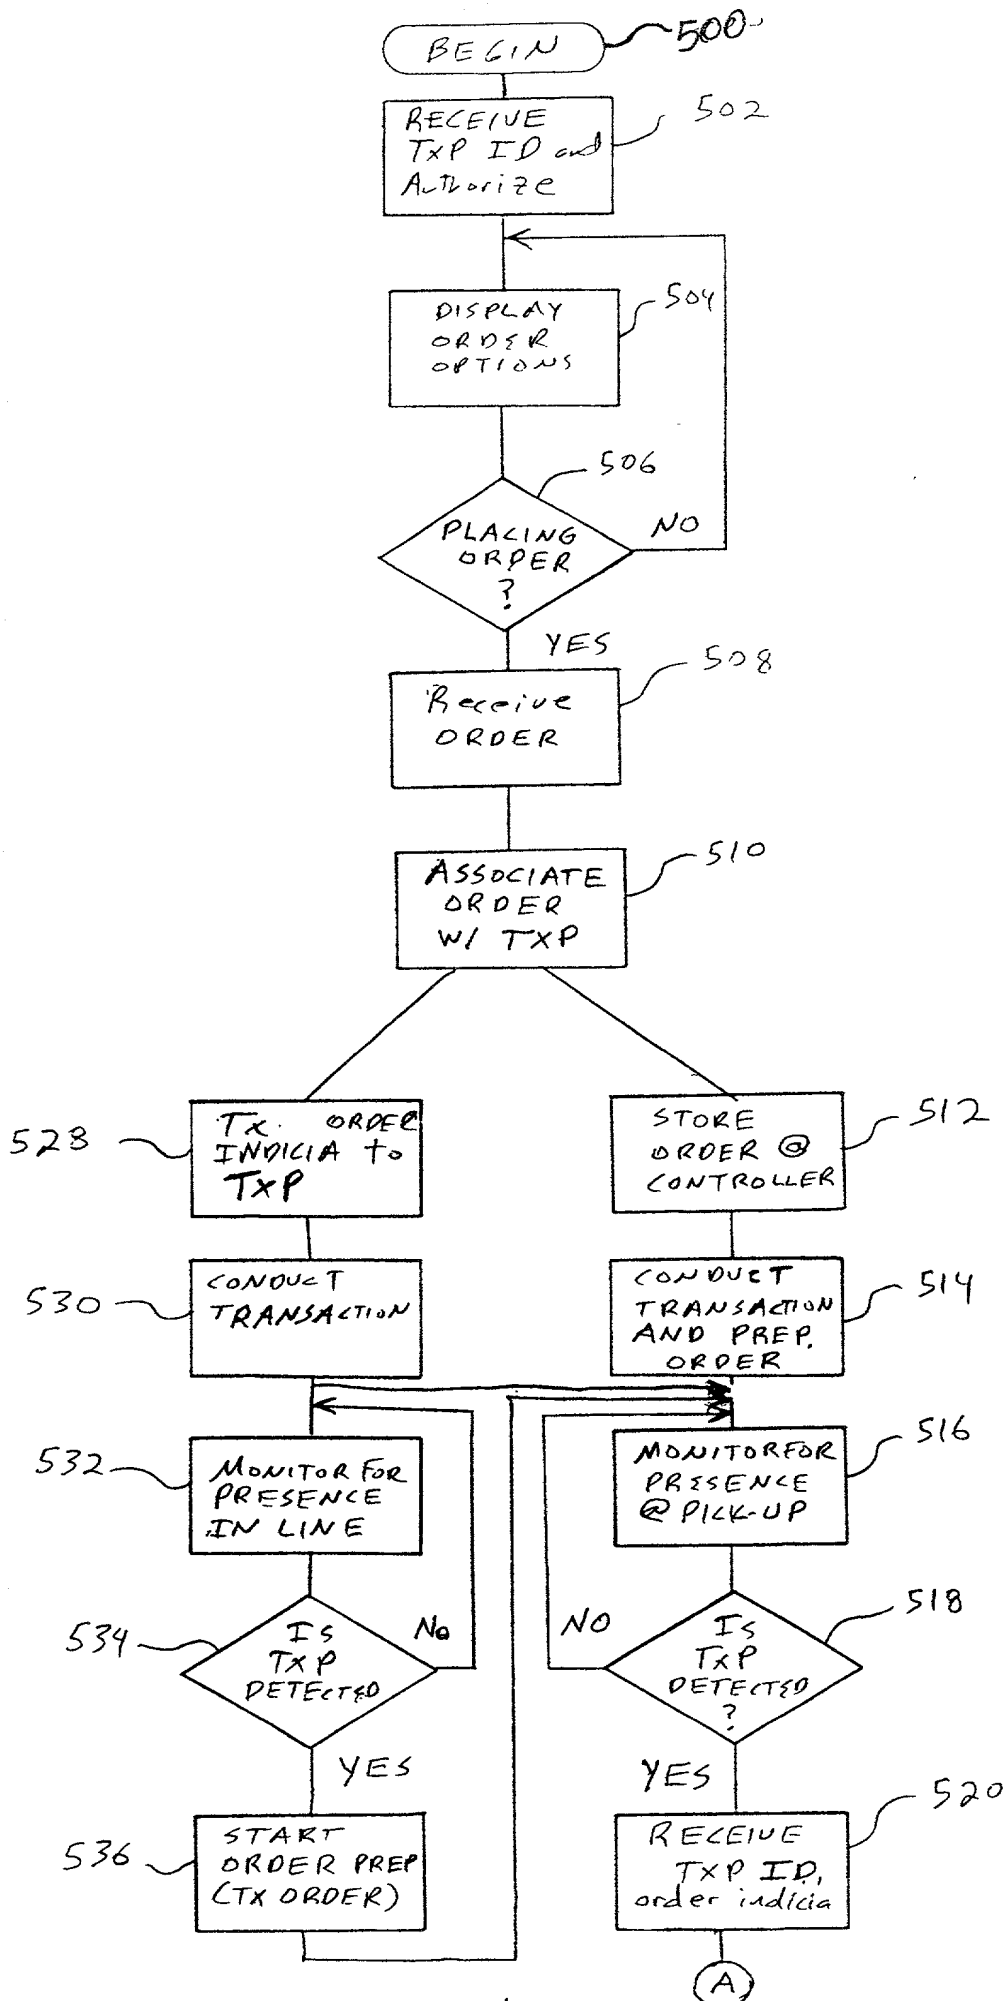 BEGIN
500
RECEIVE
TXP ID and
Authorize
502
DISPLAY
ORDER
OPTIONS
504
PLACING
ORDER
?
506
NO
YES
Receive
ORDER
508
ASSOCIATE
ORDER
W/ TXP
510
TX ORDER
INDICIA to
TXP
528
STORE
ORDER @
CONTROLLER
512
CONDUCT
TRANSACTION
530
CONDUCT
TRANSACTION
AND PREP.
ORDER
514
MONITOR FOR
PRESENCE
IN LINE
532
MONITOR FOR
PRESENCE
@ PICK-UP
516
IS
TXP
DETECTED
534
No
YES
IS
TXP
DETECTED
?
518
NO
YES
START
ORDER PREP
(TX ORDER)
536
RECEIVE
TXP ID,
order indicia
520
A